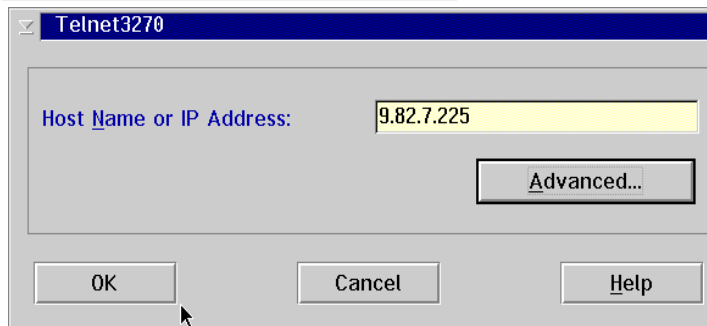 Telnet3270
Host Name or IP Address: 9.82.7.225
Advanced...
OK Cancel Help